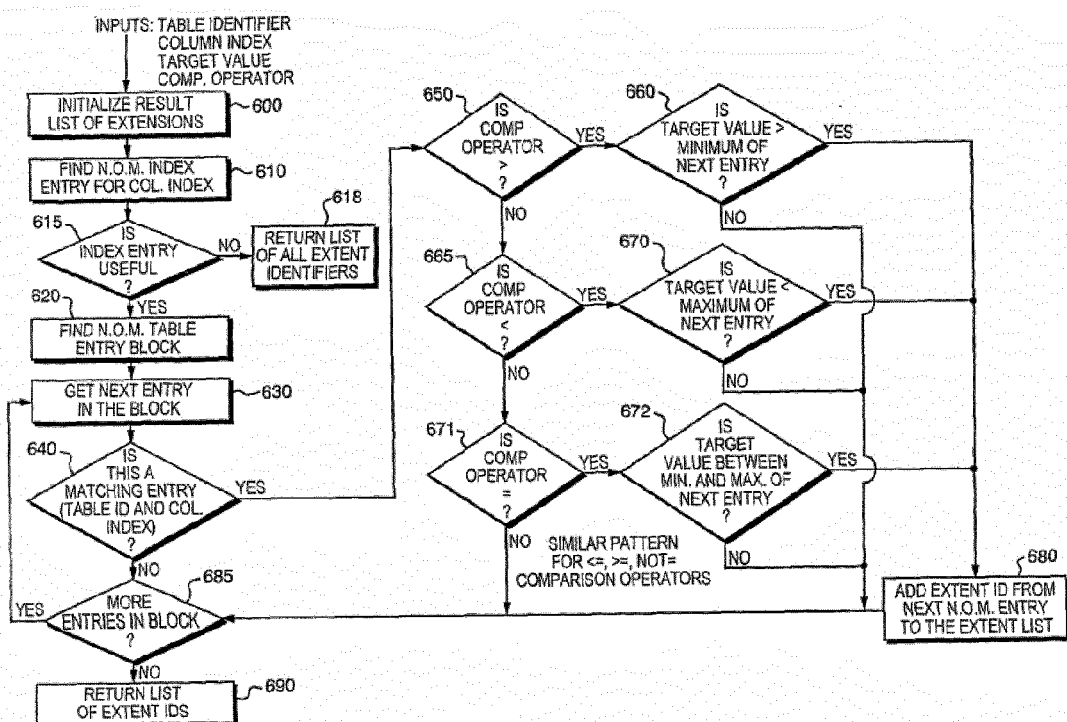 INPUTS: TABLE IDENTIFIER
COLUMN INDEX
TARGET VALUE
COMP. OPERATOR
INITIALIZE RESULT
LIST OF EXTENSIONS
600
FIND N.O.M. INDEX
ENTRY FOR COL. INDEX
610
615
IS
INDEX ENTRY
USEFUL
?
NO
618
RETURN LIST
OF ALL EXTENT
IDENTIFIERS
YES
620
FIND N.O.M. TABLE
ENTRY BLOCK
GET NEXT ENTRY
IN THE BLOCK
630
640
IS
THIS A
MATCHING ENTRY
(TABLE ID AND COL.
INDEX)
?
YES
NO
685
MORE
ENTRIES IN BLOCK
?
YES
NO
RETURN LIST
OF EXTENT IDS
690
650
IS
COMP
OPERATOR
>
?
YES
NO
660
IS
TARGET VALUE >
MINIMUM OF
NEXT ENTRY
?
YES
NO
665
IS
COMP
OPERATOR
<
?
YES
NO
670
IS
TARGET VALUE <
MAXIMUM OF
NEXT ENTRY
?
YES
NO
671
IS
COMP
OPERATOR
=
?
YES
NO
672
IS
TARGET
VALUE BETWEEN
MIN. AND MAX. OF
NEXT ENTRY
?
YES
NO
SIMILAR PATTERN
FOR <=, >=, NOT=
COMPARISON OPERATORS
680
ADD EXTENT ID FROM
NEXT N.O.M. ENTRY
TO THE EXTENT LIST